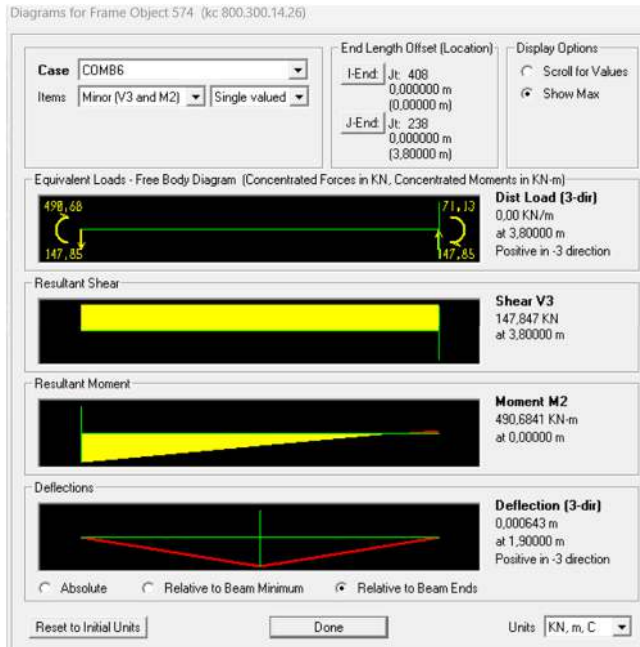 Diagrams for Frame Object 574 (kc 800.300.14.26)
Case COMB6
Items Minor (V3 and M2) Single valued
End Length Offset (Location)
I-End: Jt: 408
0,000000 m
(0,00000 m)
J-End: Jt: 238
0,000000 m
(3,80000 m)
Display Options
Scroll for Values
Show Max
Equivalent Loads - Free Body Diagram (Concentrated Forces in KN, Concentrated Moments in KN-m)
490,68 71,13
147,85 147,85
Dist Load (3-dir)
0,00 KN/m
at 3,80000 m
Positive in -3 direction
Resultant Shear
Shear V3
147,847 KN
at 3,80000 m
Resultant Moment
Moment M2
490,6841 KN-m
at 0,00000 m
Deflections
Deflection (3-dir)
0,000643 m
at 1,90000 m
Positive in -3 direction
Absolute Relative to Beam Minimum Relative to Beam Ends
Reset to Initial Units Done Units KN, m, C